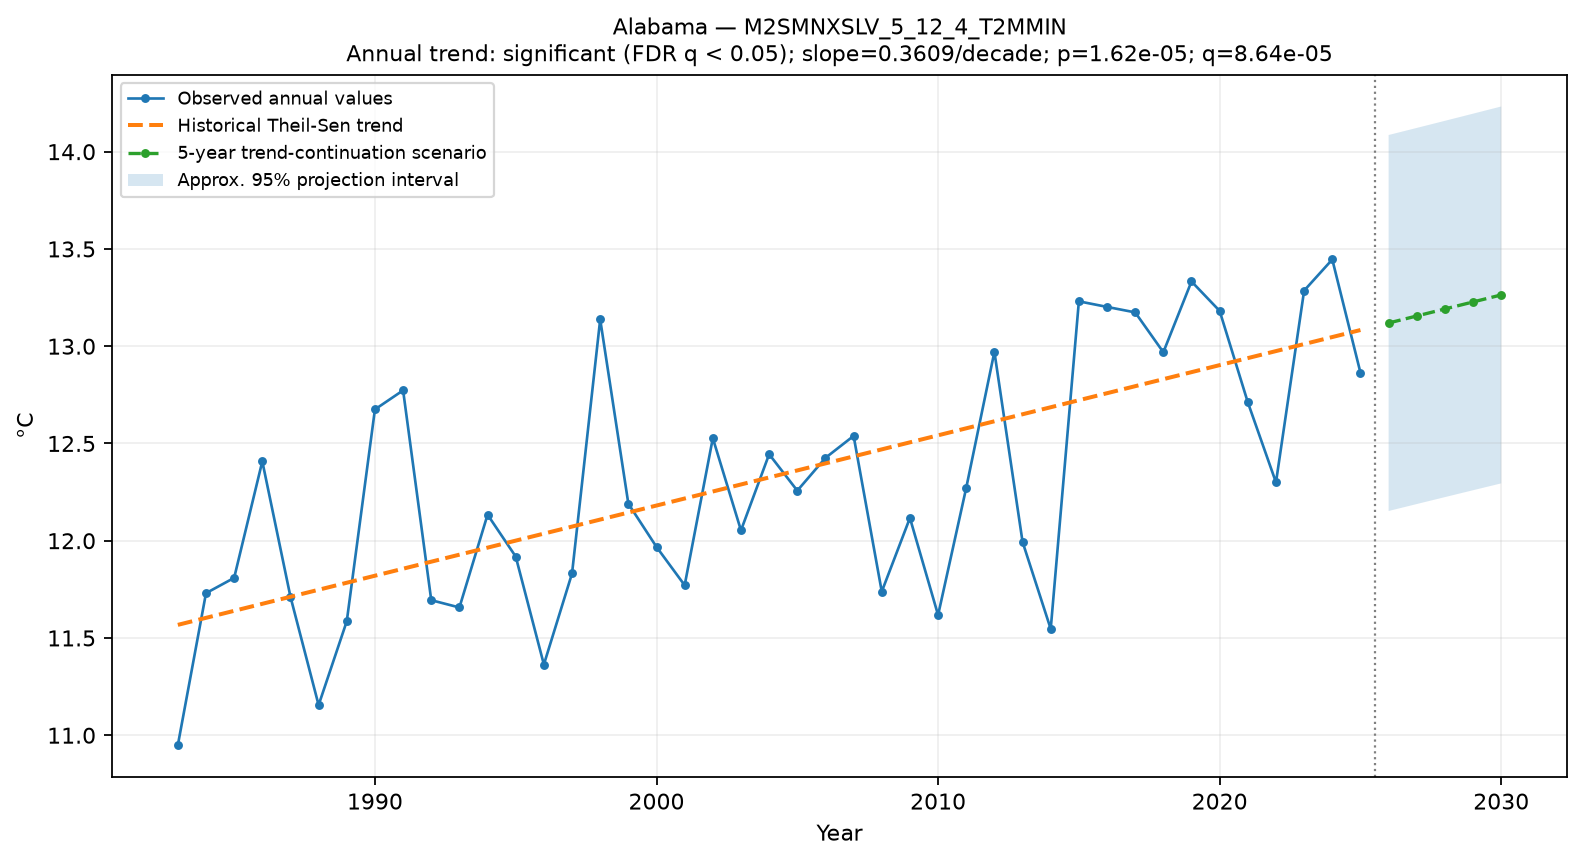 Alabama — M2SMNXSLV_5_12_4_T2MMIN
Annual trend: significant (FDR q < 0.05); slope=0.3609/decade; p=1.62e-05; q=8.64e-05
Observed annual values
Historical Theil-Sen trend
5-year trend-continuation scenario
Approx. 95% projection interval
14.0
13.5
13.0
12.5
12.0
11.5
11.0
°C
1990
2000
2010
2020
2030
Year